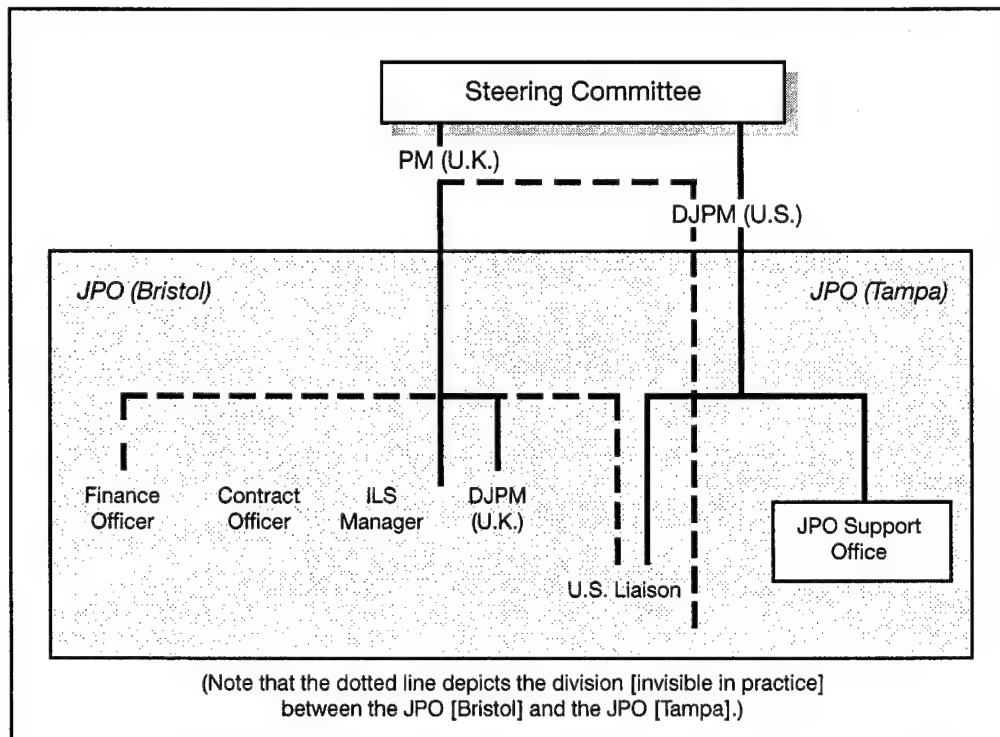 Steering Committee
PM (U.K.)
DJPM (U.S.)
JPO (Bristol)
JPO (Tampa)
Finance
Officer
Contract
Officer
ILS
Manager
DJPM
(U.K.)
U.S. Liaison
JPO Support
Office
(Note that the dotted line depicts the division [invisible in practice]
between the JPO [Bristol] and the JPO [Tampa].)